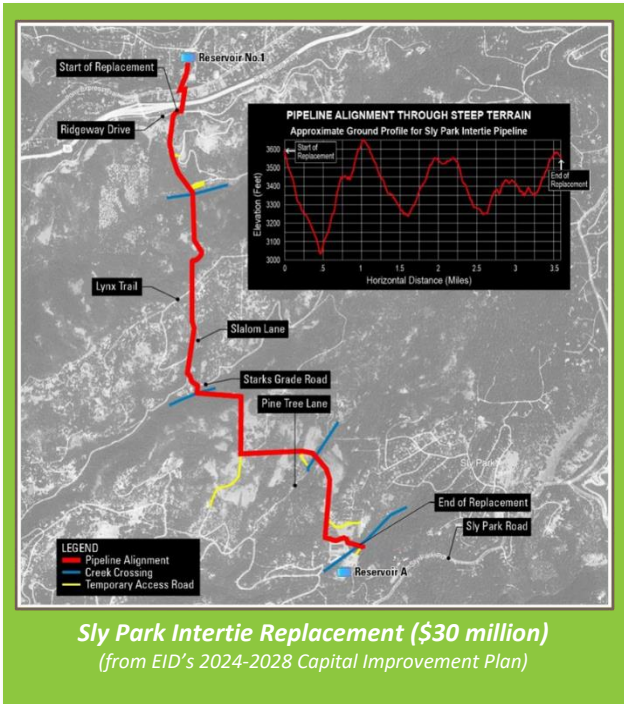 Reservoir No.1
Start of Replacement
Ridgeway Drive
PIPELINE ALIGNMENT THROUGH STEEP TERRAIN
Approximate Ground Profile for Sly Park Intertie Pipeline
Start of
Replacement
End of
Replacement
Elevation (Feet)
3600
3500
3400
3300
3200
3100
3000
0
.5
1
1.5
2
2.5
3
3.5
Horizontal Distance (Miles)
Lynx Trail
Slalom Lane
Starks Grade Road
Pine Tree Lane
Sly Park
End of Replacement
Sly Park Road
Reservoir A
LEGEND
Pipeline Alignment
Creek Crossing
Temporary Access Road
Sly Park Intertie Replacement ($30 million)
(from EID's 2024-2028 Capital Improvement Plan)